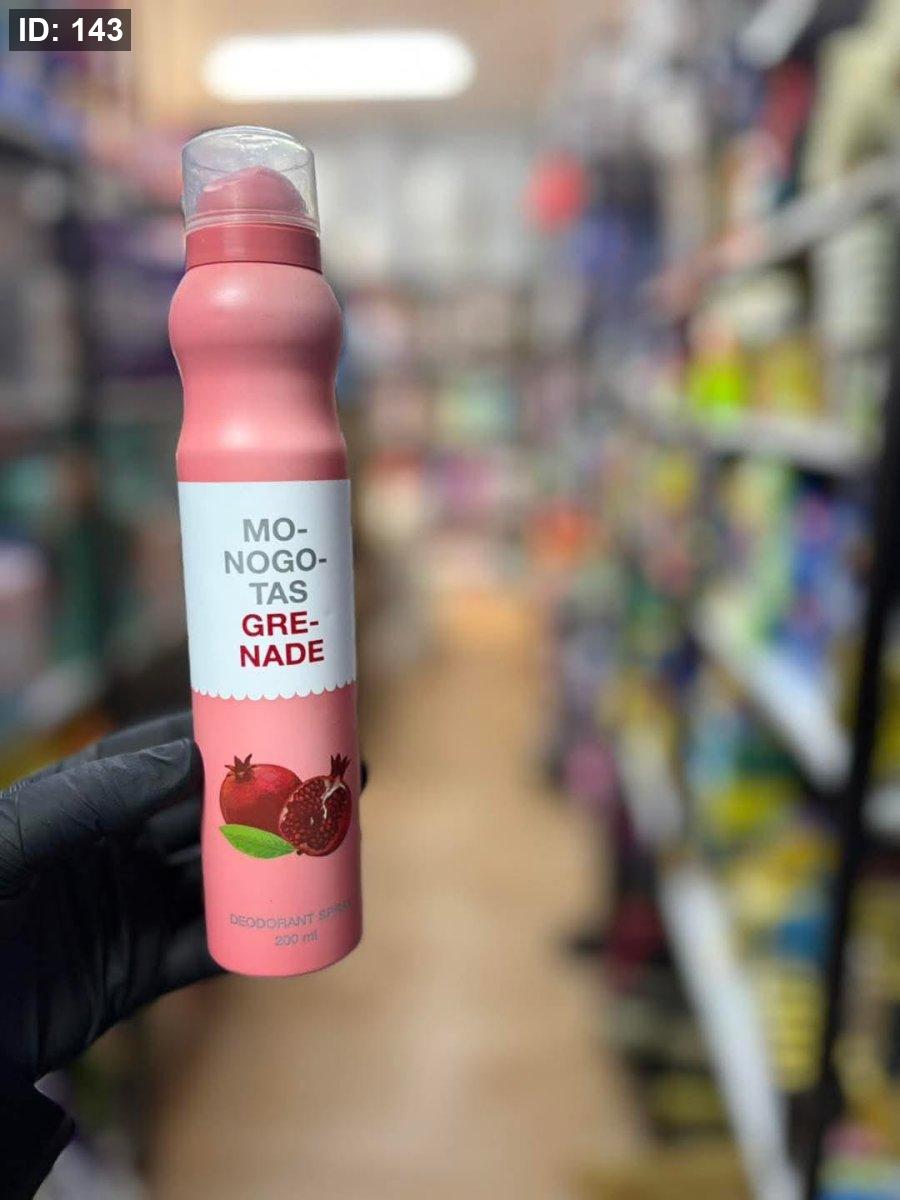 ID: 143
MO-
NOGO-
TAS
GRE-
NADE
DEODORANT SPRAY
200 ml